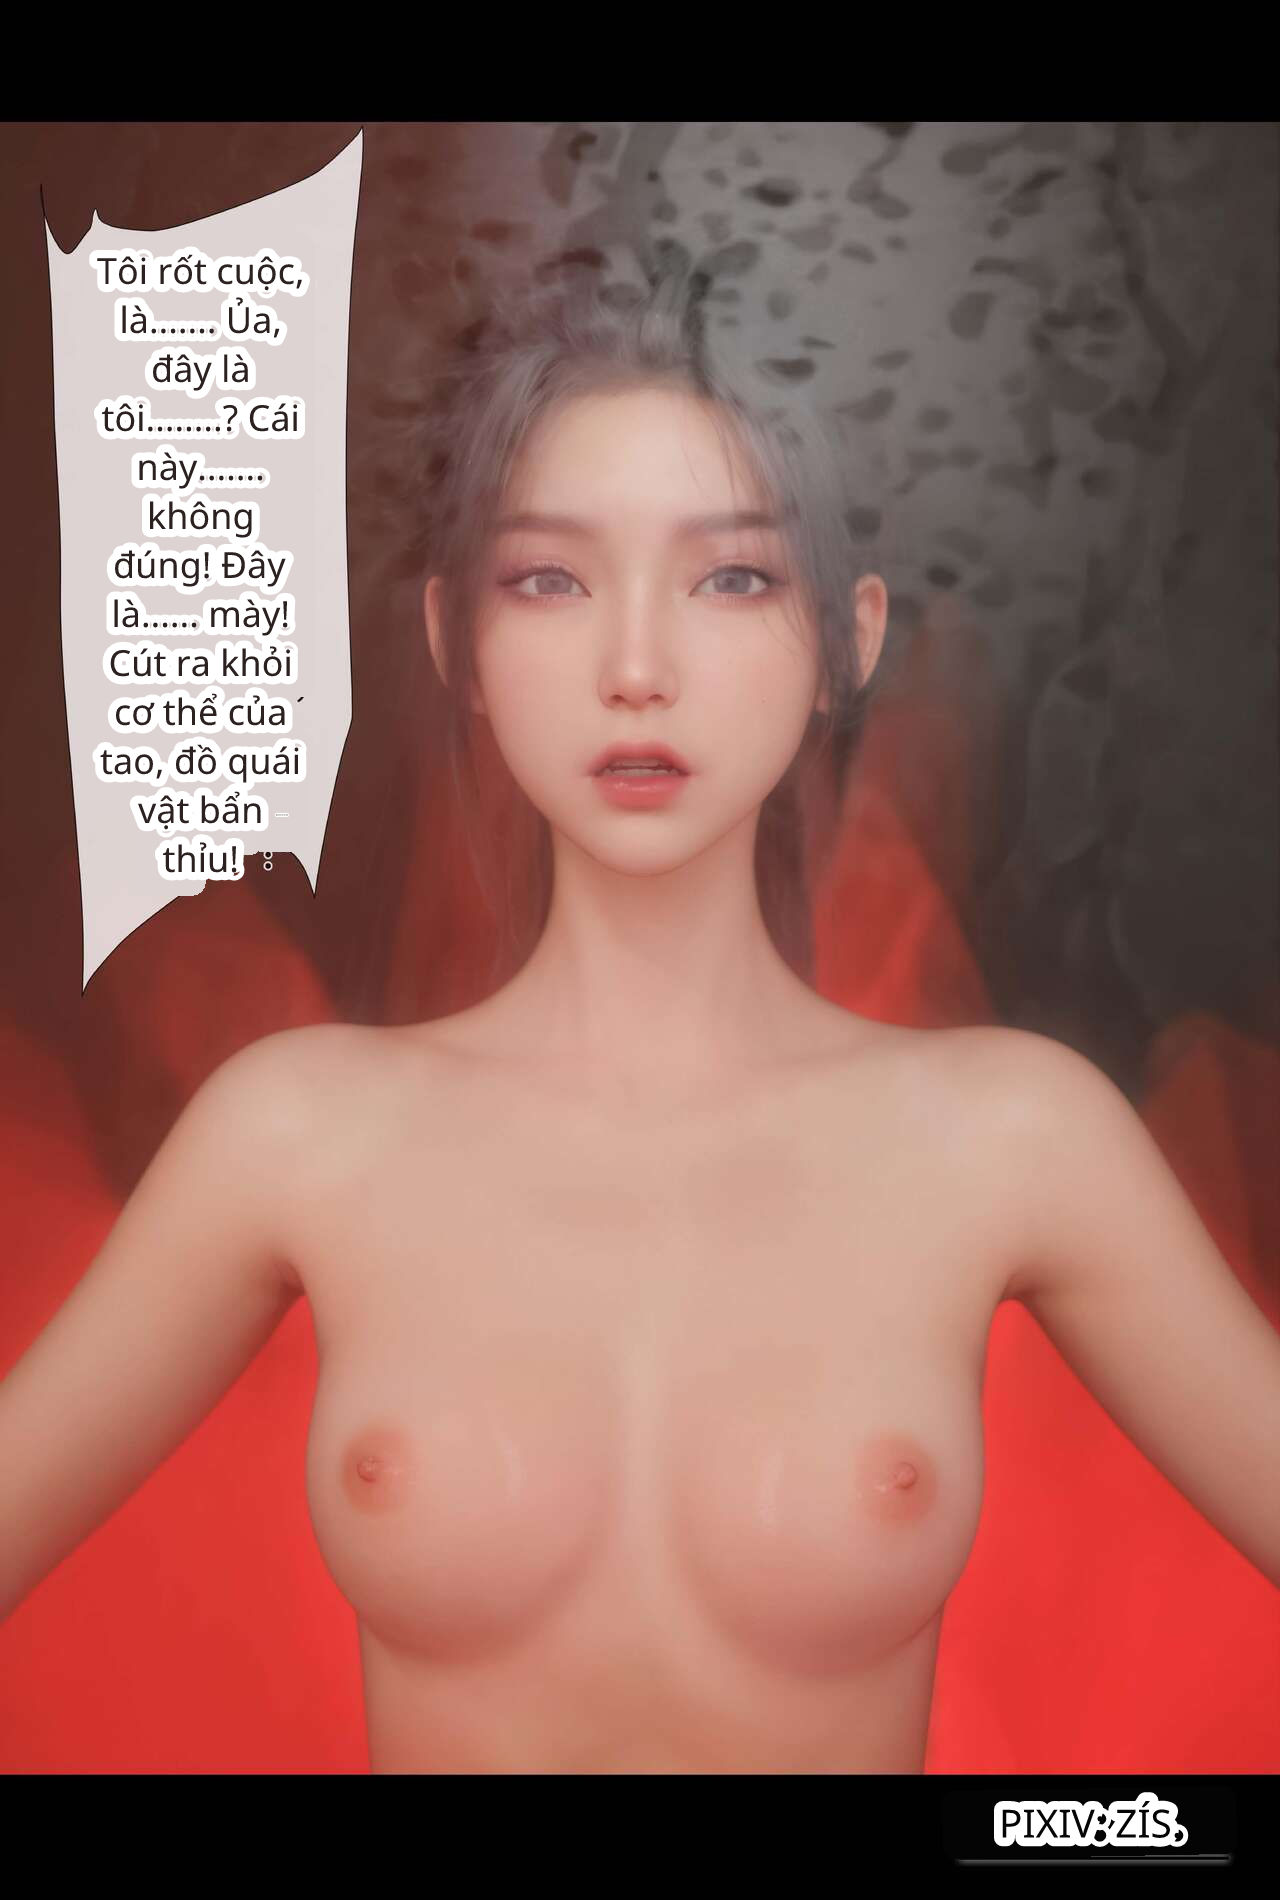 Tôi rốt cuộc,
là....... Ủa,
đây là
tôi........? Cái
này.......
không
đúng! Đây
là...... mày!
Cút ra khỏi
cơ thể của
tao, đồ quái
vật bẩn
thỉu!
PIXIV:ZÍS,